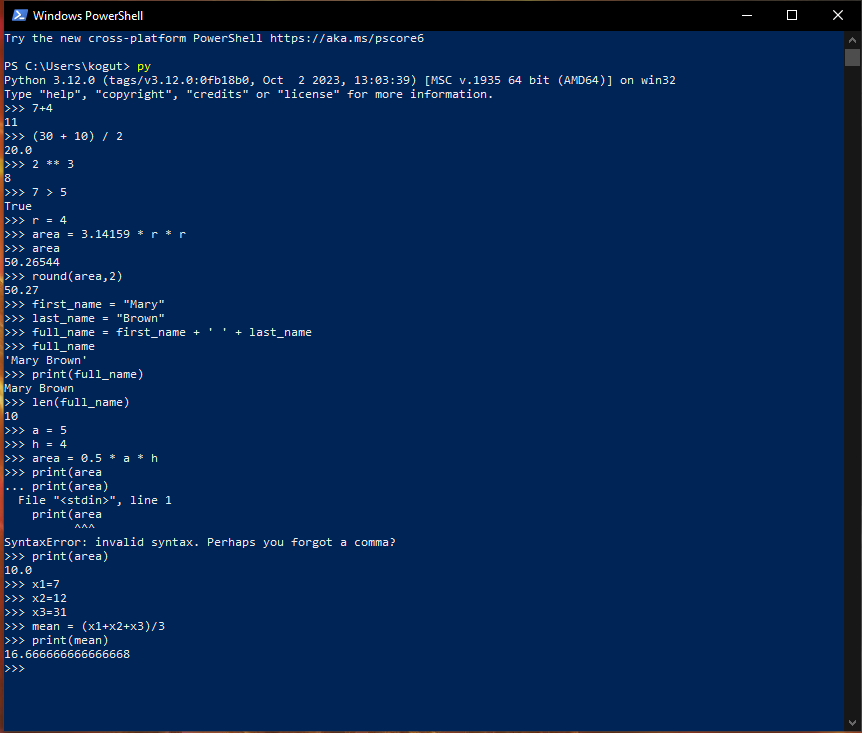 Windows PowerShell
Try the new cross-platform PowerShell https://aka.ms/pscore6
PS C:\Users\kogut> py
Python 3.12.0 (tags/v3.12.0:0fb18b0, Oct  2 2023, 13:03:39) [MSC v.1935 64 bit (AMD64)] on win32
Type "help", "copyright", "credits" or "license" for more information.
>>> 7+4
11
>>> (30 + 10) / 2
20.0
>>> 2 ** 3
8
>>> 7 > 5
True
>>> r = 4
>>> area = 3.14159 * r * r
>>> area
50.26544
>>> round(area,2)
50.27
>>> first_name = "Mary"
>>> last_name = "Brown"
>>> full_name = first_name + ' ' + last_name
>>> full_name
'Mary Brown'
>>> print(full_name)
Mary Brown
>>> len(full_name)
10
>>> a = 5
>>> h = 4
>>> area = 0.5 * a * h
>>> print(area
... print(area)
  File "<stdin>", line 1
    print(area
          ^^^
SyntaxError: invalid syntax. Perhaps you forgot a comma?
>>> print(area)
10.0
>>> x1=7
>>> x2=12
>>> x3=31
>>> mean = (x1+x2+x3)/3
>>> print(mean)
16.666666666666668
>>>